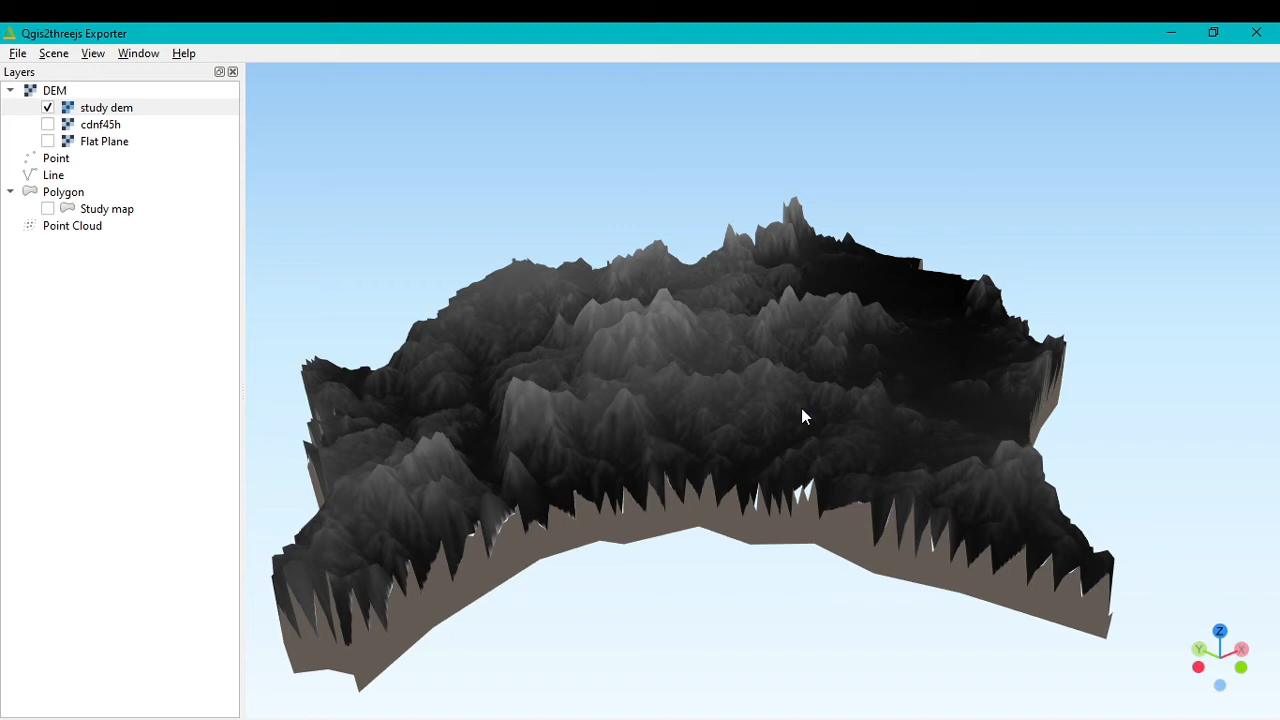 Qgis2threejs Exporter
File Scene View Window Help
Layers
DEM
study dem
cdnf45h
Flat Plane
Point
Line
Polygon
Study map
Point Cloud
Z
Y X